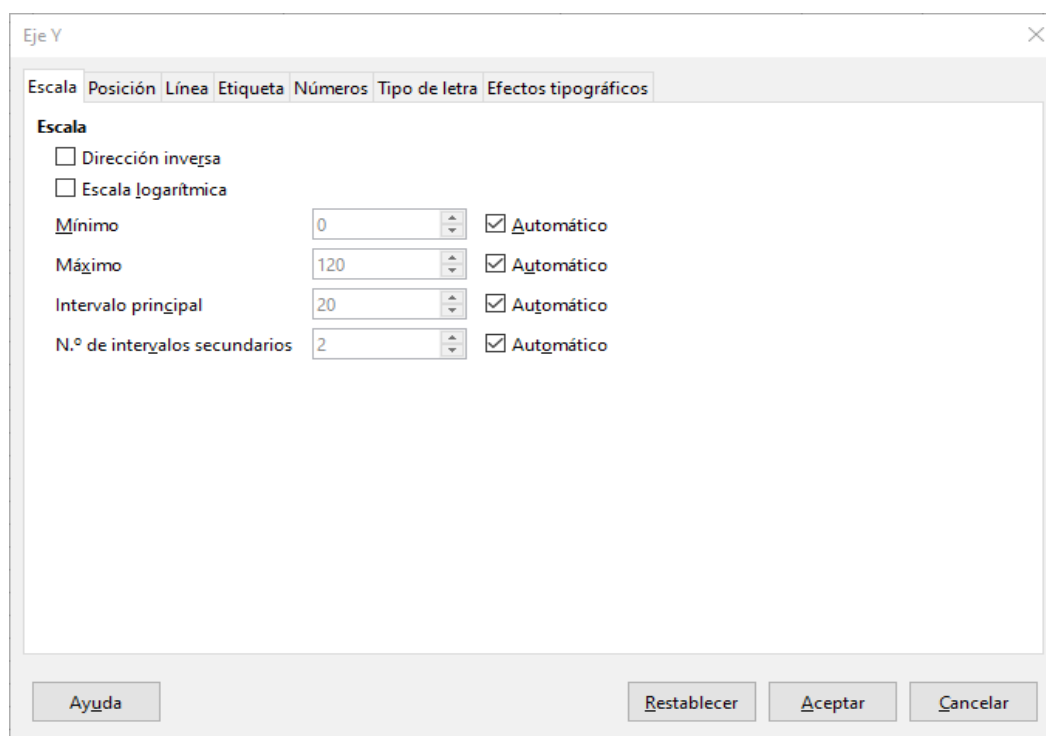 Eje Y
Escala Posición Línea Etiqueta Números Tipo de letra Efectos tipográficos
Escala
Dirección inversa
Escala logarítmica
Mínimo 0 Automático
Máximo 120 Automático
Intervalo principal 20 Automático
N.º de intervalos secundarios 2 Automático
Ayuda Restablecer Aceptar Cancelar